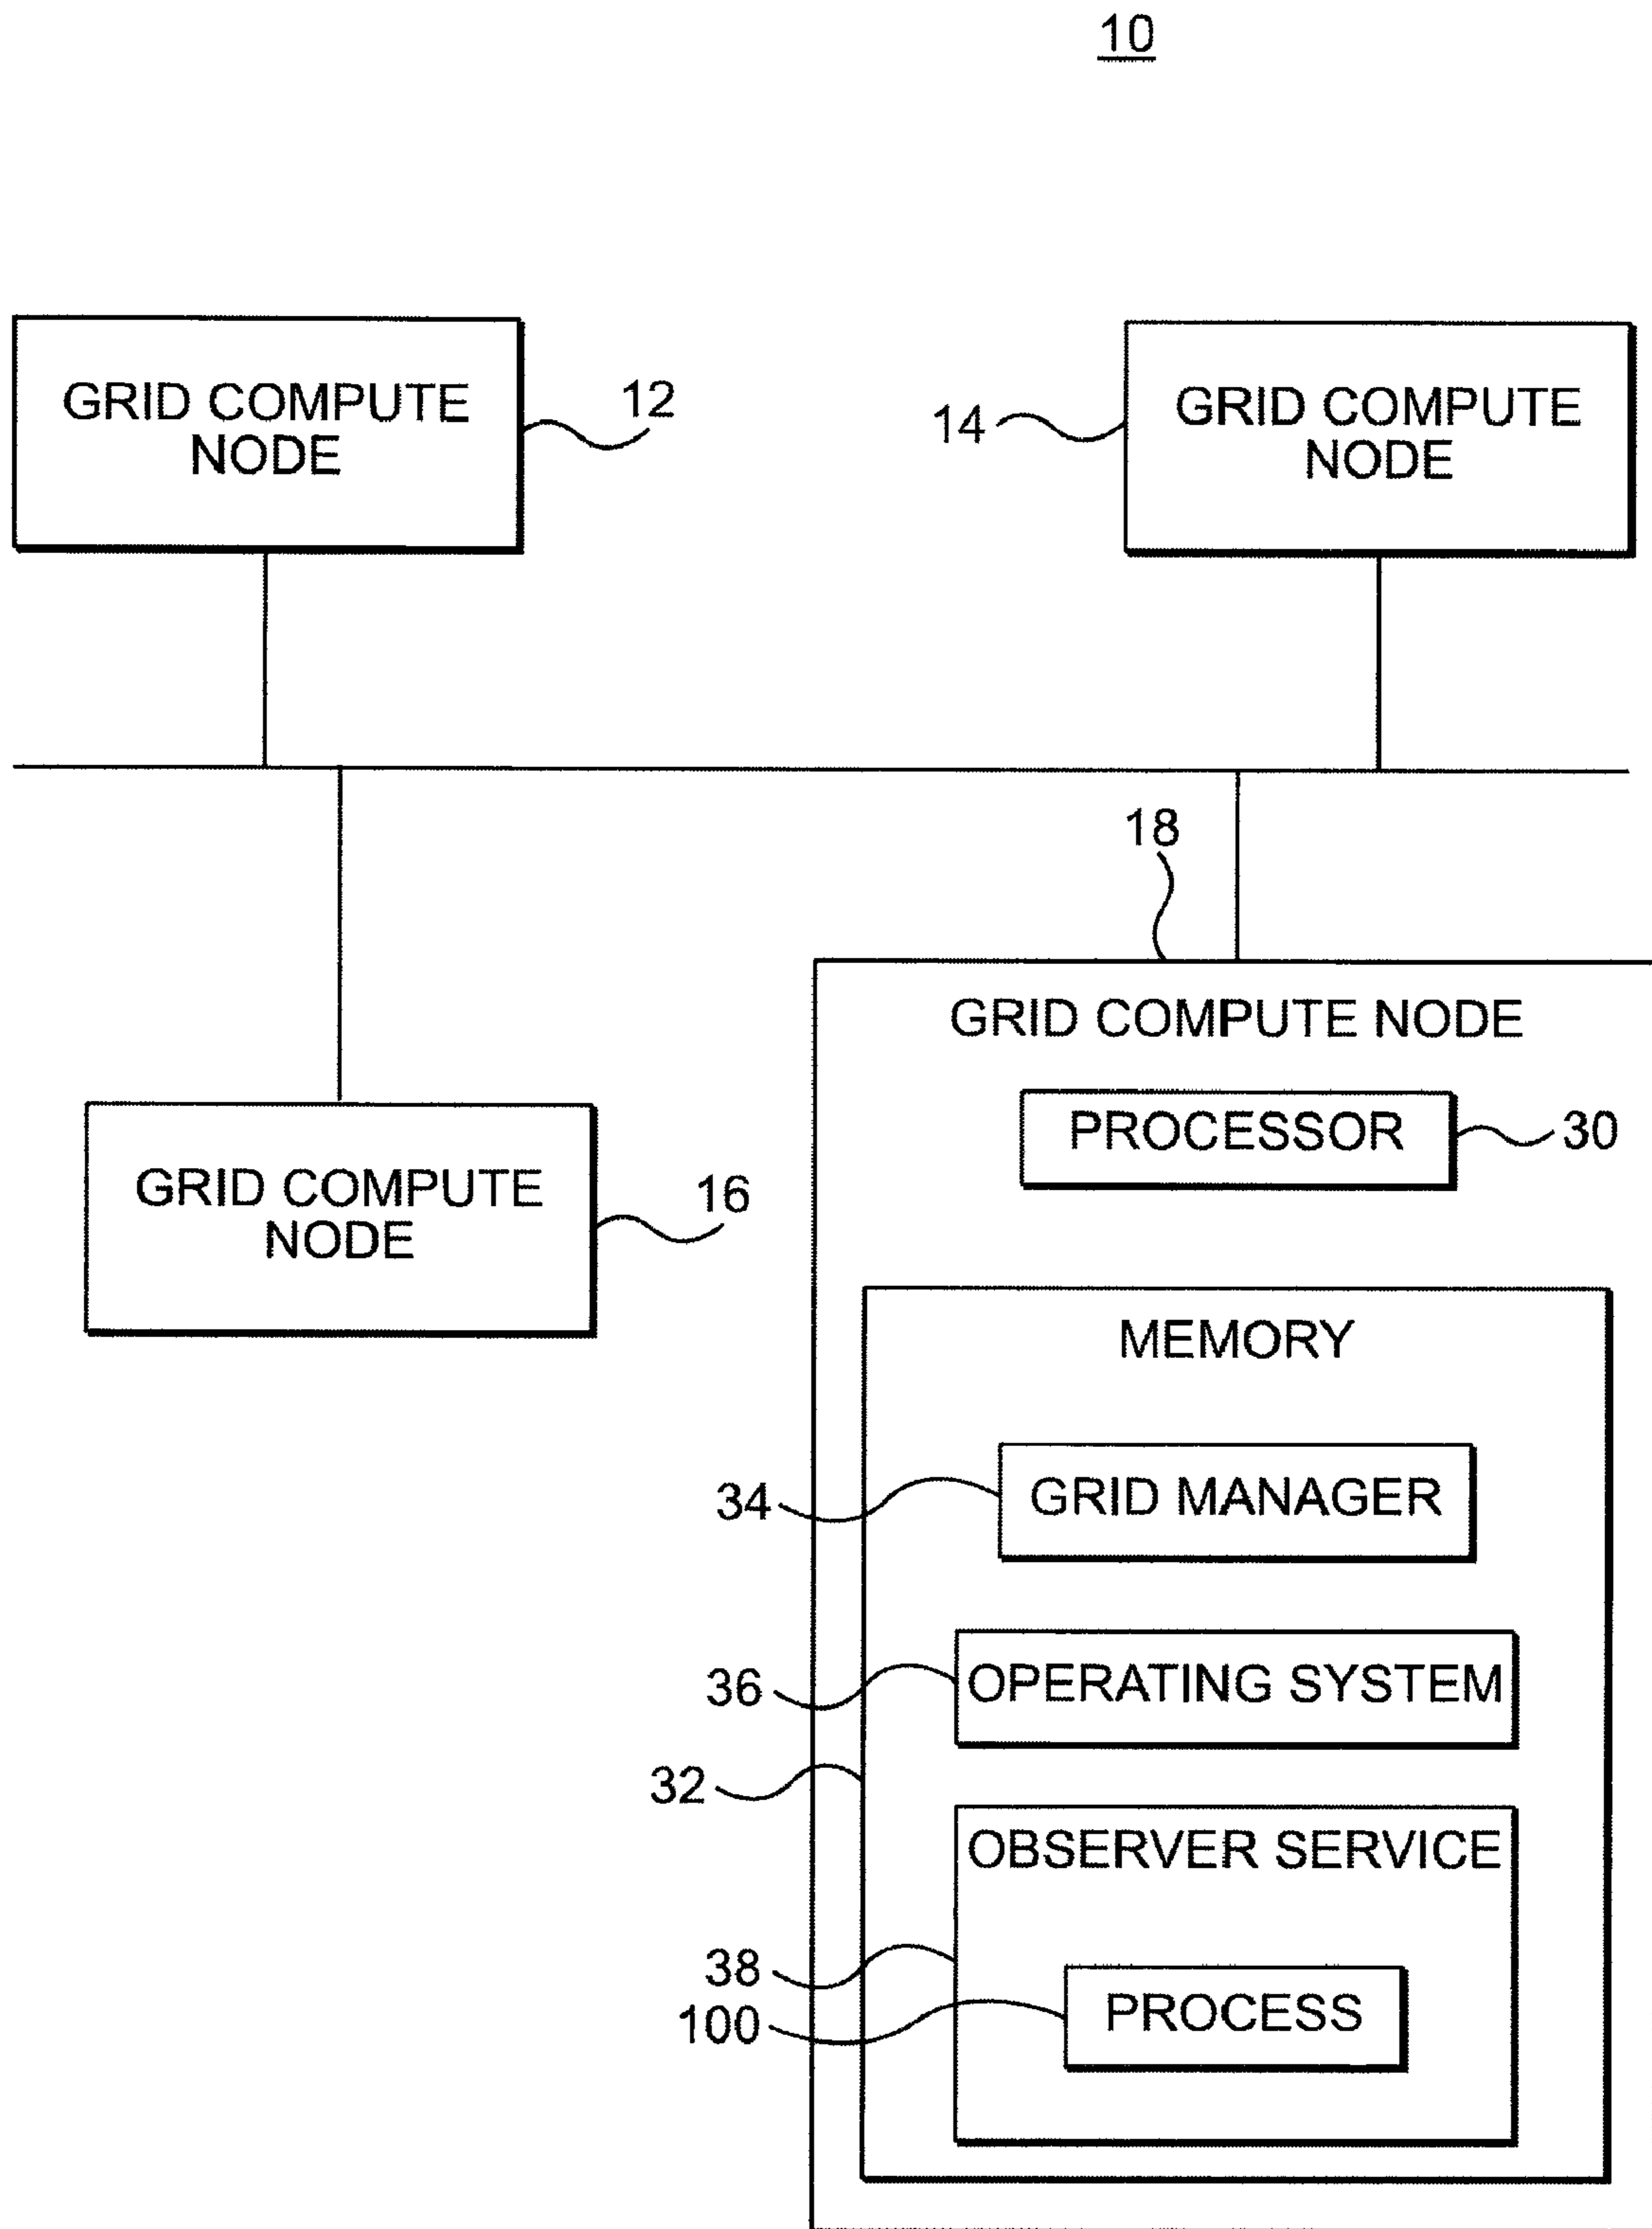 10
GRID COMPUTE
NODE
12
14
GRID COMPUTE
NODE
18
GRID COMPUTE NODE
PROCESSOR
30
GRID COMPUTE
NODE
16
MEMORY
34
GRID MANAGER
36
OPERATING SYSTEM
32
OBSERVER SERVICE
38
100
PROCESS